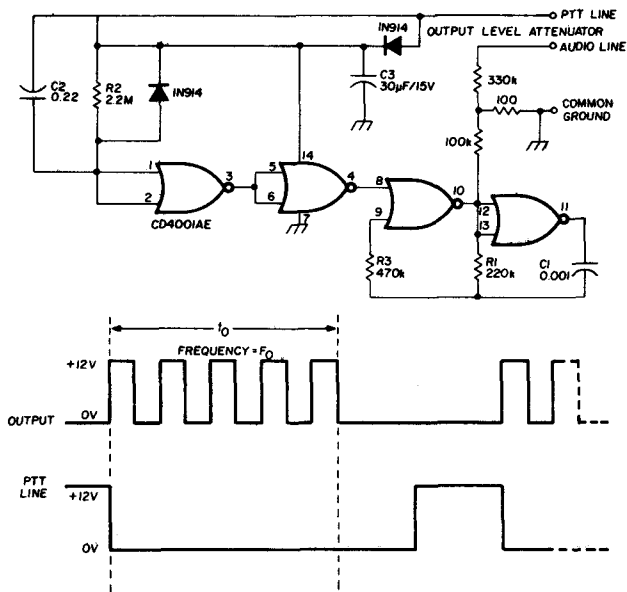 1N914
PTT LINE
OUTPUT LEVEL ATTENUATOR
AUDIO LINE
C2
0.22
R2
2.2M
1N914
C3
30µF/15V
330k
100
COMMON
GROUND
100k
1
2
3
CD4001AE
5
6
14
7
4
8
9
10
12
13
11
R3
470k
R1
220k
C1
0.001
t0
FREQUENCY = F0
+12V
0V
OUTPUT
PTT
LINE
+12V
0V